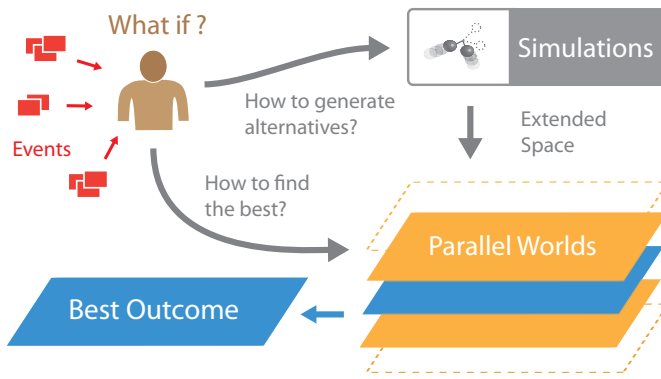 What if ?
Simulations
How to generate
alternatives?
Extended
Space
Events
How to find
the best?
Parallel Worlds
Best Outcome